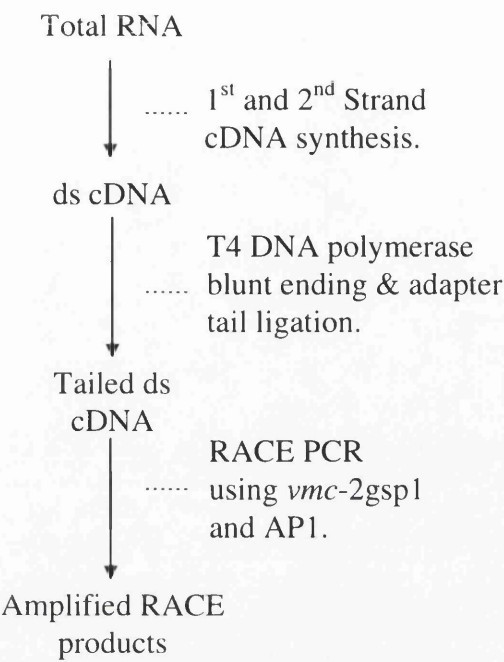 Total RNA
...... 1st and 2nd Strand
cDNA synthesis.
ds cDNA
T4 DNA polymerase
...... blunt ending & adapter
tail ligation.
Tailed ds
cDNA
RACE PCR
...... using vmc-2gsp1
and AP1.
Amplified RACE
products